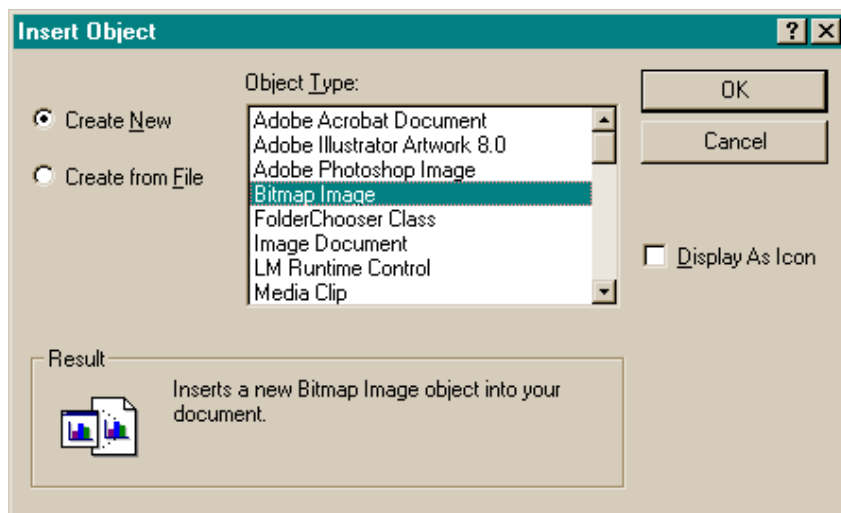 Insert Object
Object Type:
Create New
Create from File
Adobe Acrobat Document
Adobe Illustrator Artwork 8.0
Adobe Photoshop Image
Bitmap Image
FolderChooser Class
Image Document
LM Runtime Control
Media Clip
OK
Cancel
Display As Icon
Result
Inserts a new Bitmap Image object into your
document.